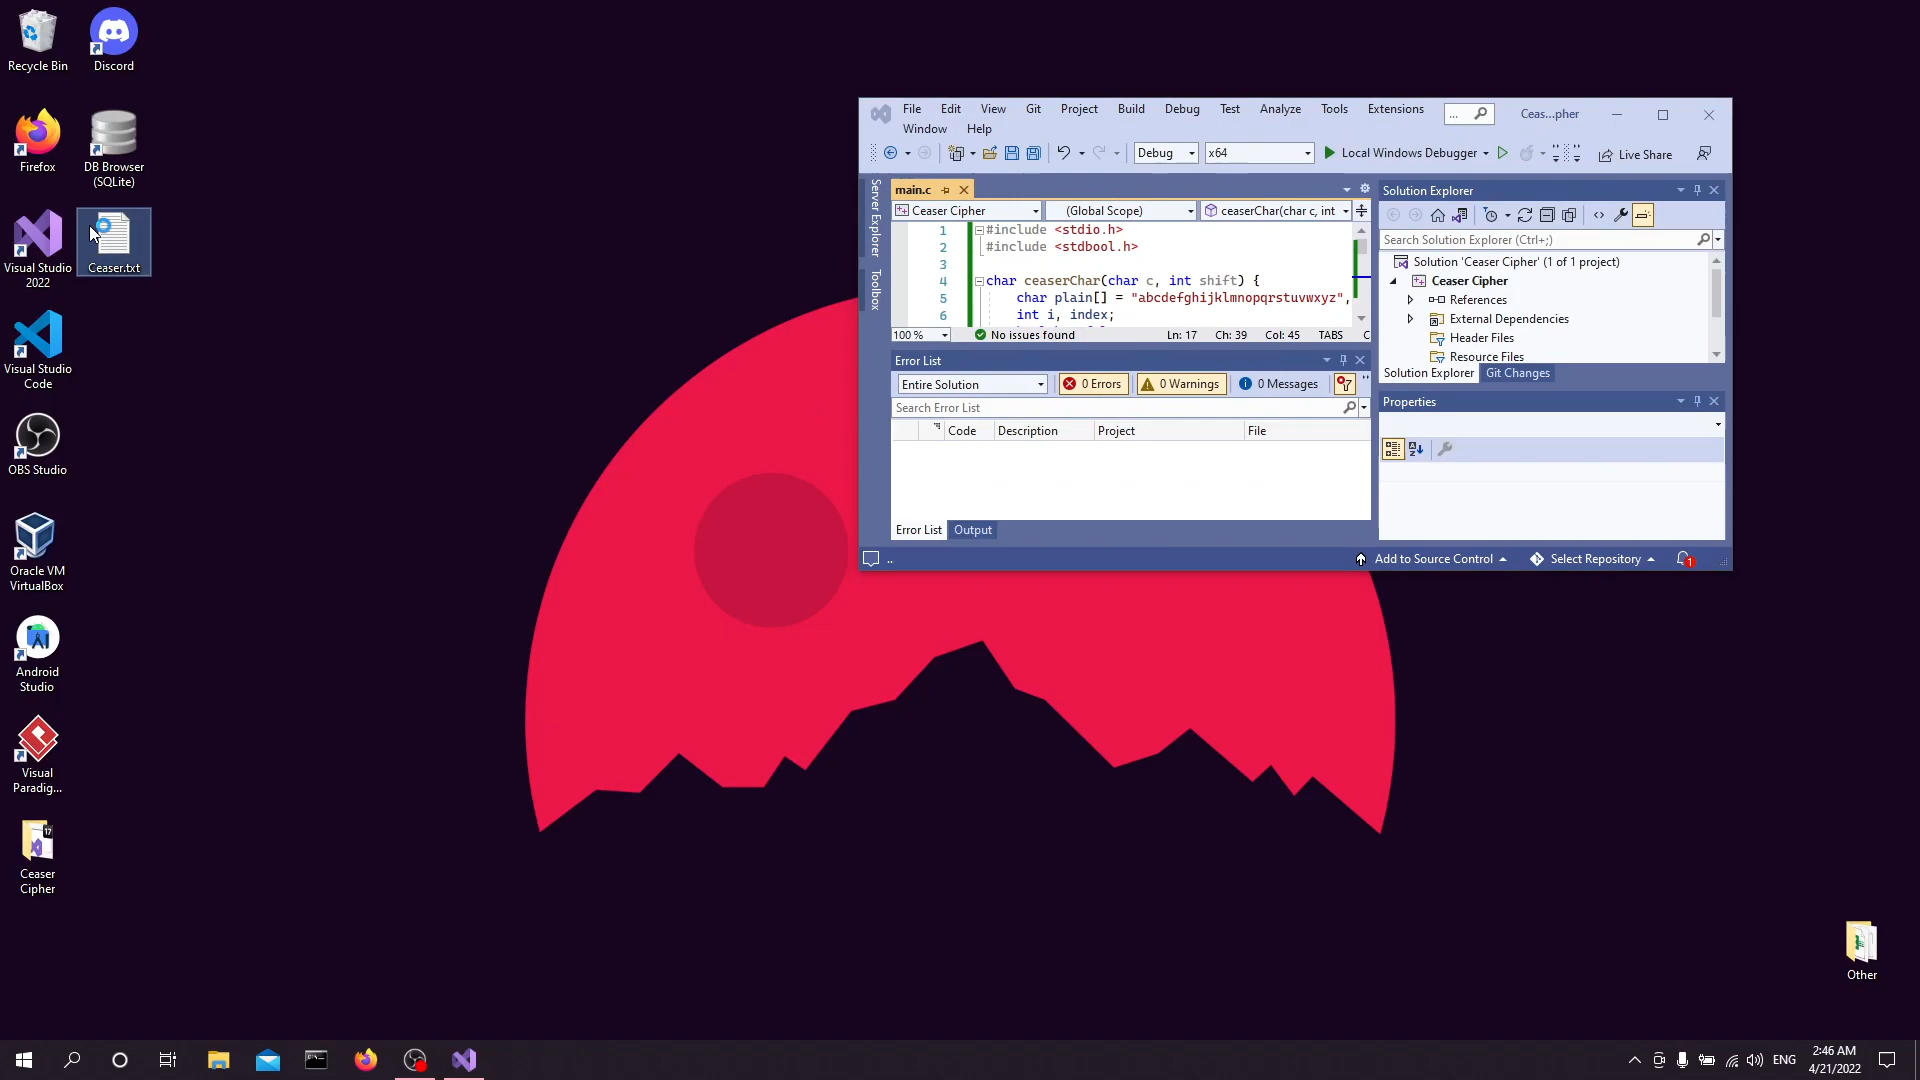 Recycle Bin
Discord
Firefox
DB Browser
(SQLite)
Visual Studio
2022
Ceaser.txt
Visual Studio
Code
OBS Studio
Oracle VM
VirtualBox
Android
Studio
Visual
Paradig...
Ceaser
Cipher
File Edit View Git Project Build Debug Test Analyze Tools Extensions ... Ceas...pher
Window Help
Debug x64 Local Windows Debugger Live Share
Server Explorer
Toolbox
main.c
Ceaser Cipher (Global Scope) ceaserChar(char c, int
1 #include <stdio.h>
2 #include <stdbool.h>
3
4 char ceaserChar(char c, int shift) {
5 char plain[] = "abcdefghijklmnopqrstuvwxyz",
6 int i, index;
100 % No issues found Ln: 17 Ch: 39 Col: 45 TABS C
Error List
Entire Solution 0 Errors 0 Warnings 0 Messages
Search Error List
Code Description Project File
Error List Output
Solution Explorer
Search Solution Explorer (Ctrl+;)
Solution 'Ceaser Cipher' (1 of 1 project)
Ceaser Cipher
References
External Dependencies
Header Files
Resource Files
Solution Explorer Git Changes
Properties
.. Add to Source Control Select Repository 1
Other
ENG 2:46 AM
4/21/2022